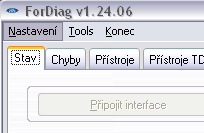 ForDiag v1.24.06
Nastavení Tools Konec
Stav Chyby Přístroje Přístroje TD
Připojit interface